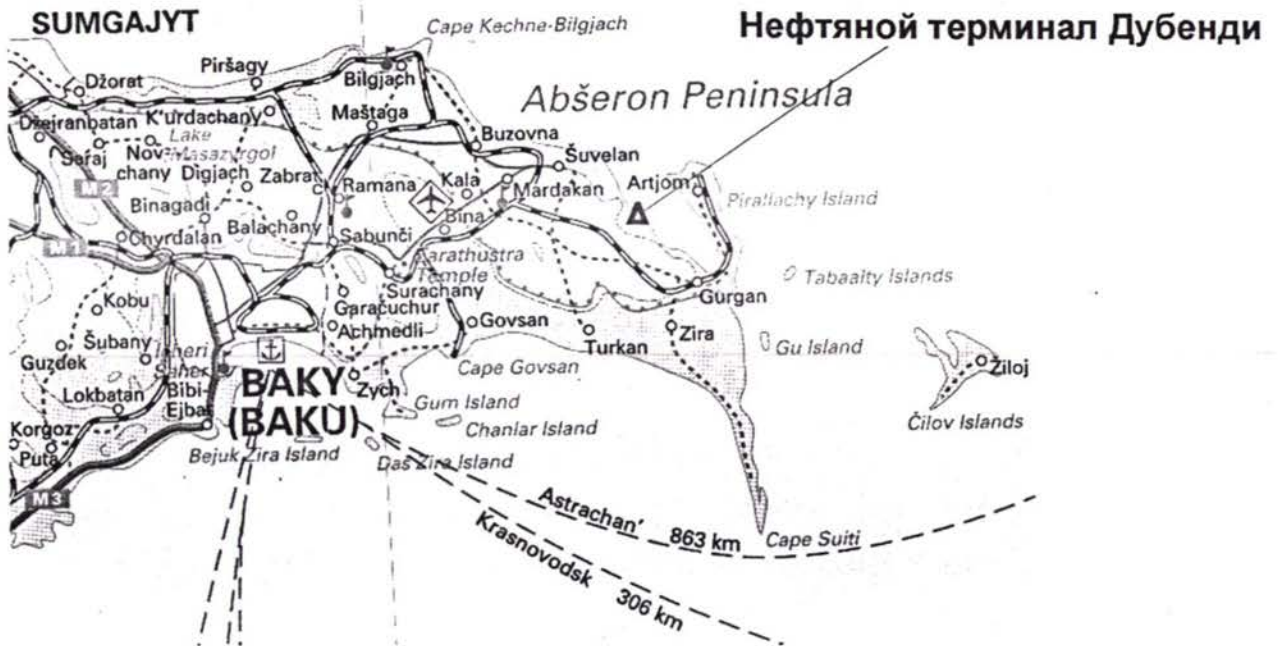 SUMGAJYT
Cape Kechne-Bilgjach
Нефтяной терминал Дубенди
Piršagy
Džorat
Bilgjach
Abšeron Peninsula
K'urdachany
Maštaga
Džejranbatan
Lake
Masazyrgol
Buzovna
Saraj
Novchany
Digjach
Zabrat
Šuvelan
M2
Ramana
Kala
Mardakan
Artjom
Pirallachy Island
Binagadi
Balachany
Bina
M1
Chyrdalan
Sabunči
Zarathustra
Temple
Surachany
Tabaaity Islands
Gurgan
Kobu
Garačuchur
Achmedli
Govsan
Zira
Šubany
Turkan
Gu Island
Guzdek
Cape Govsan
Žiloj
BAKY
(BAKU)
Zych
Lokbatan
Bibi-
Ejbat
Gum Island
Chanlar Island
Čilov Islands
Korgoz
Puta
Bejuk Zira Island
Daš Zira Island
M3
Astrachan' 863 km
Cape Suiti
Krasnovodsk 306 km